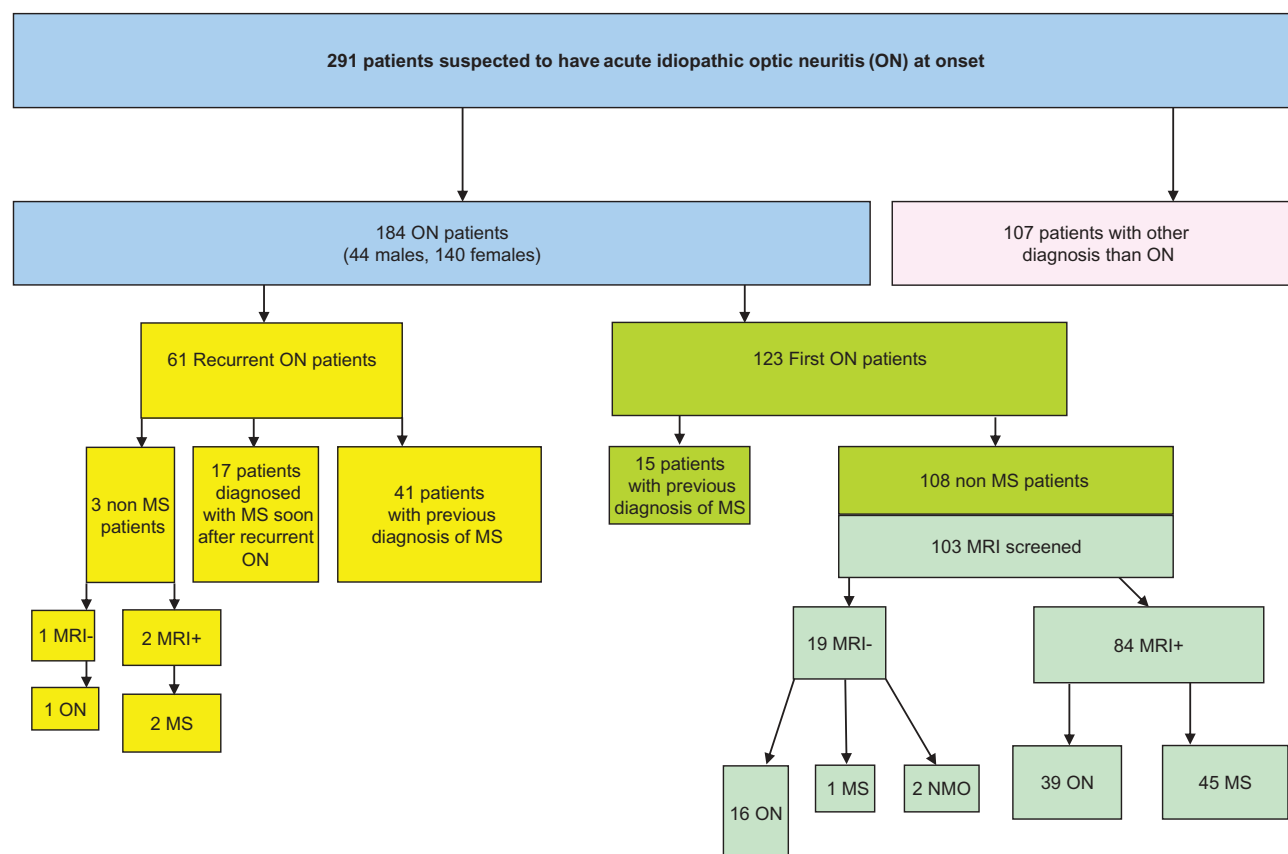 291 patients suspected to have acute idiopathic optic neuritis (ON) at onset
184 ON patients
(44 males, 140 females)
107 patients with other
diagnosis than ON
61 Recurrent ON patients
123 First ON patients
3 non MS
patients
17 patients
diagnosed
with MS soon
after recurrent
ON
41 patients
with previous
diagnosis of MS
15 patients
with previous
diagnosis of MS
108 non MS patients
103 MRI screened
1 MRI-
2 MRI+
19 MRI-
84 MRI+
1 ON
2 MS
16 ON
1 MS
2 NMO
39 ON
45 MS